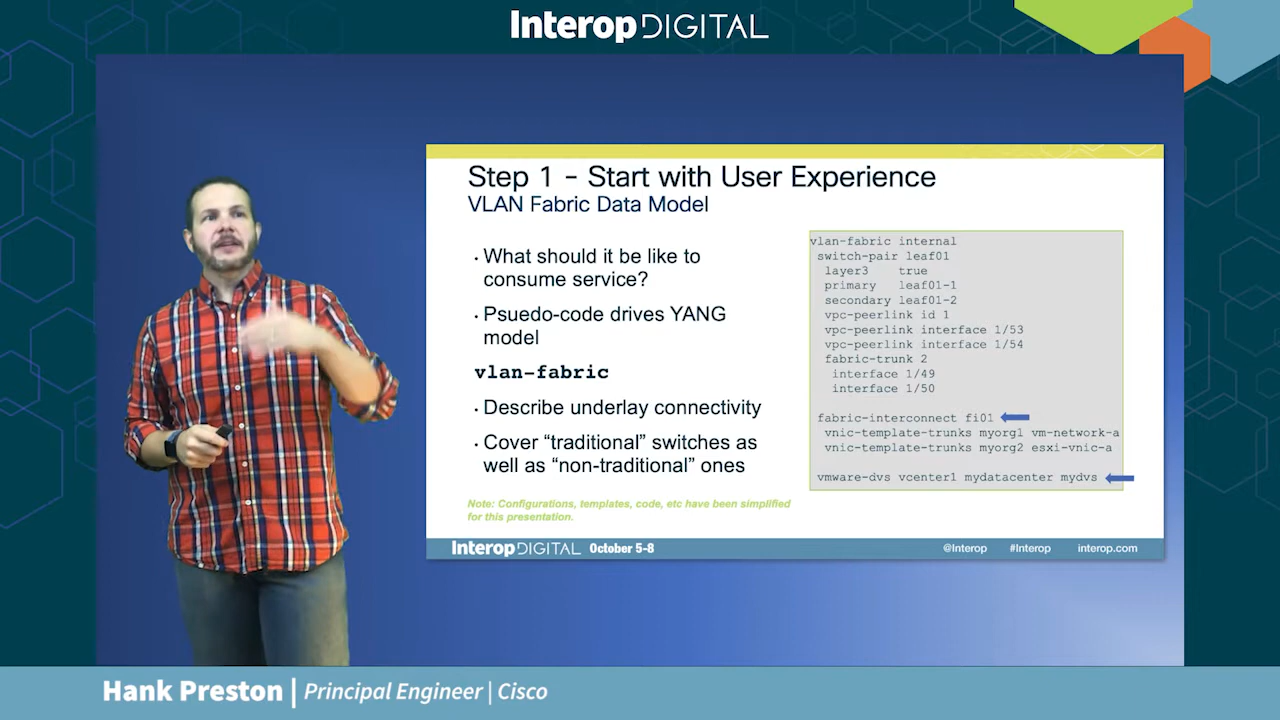 Interop DIGITAL
Step 1 – Start with User Experience
VLAN Fabric Data Model
· What should it be like to
consume service?
· Psuedo-code drives YANG
model
vlan-fabric
· Describe underlay connectivity
· Cover “traditional” switches as
well as “non-traditional” ones
Note: Configurations, templates, code, etc have been simplified
for this presentation.
vlan-fabric internal
switch-pair leaf01
layer3 true
primary leaf01-1
secondary leaf01-2
vpc-peerlink id 1
vpc-peerlink interface 1/53
vpc-peerlink interface 1/54
fabric-trunk 2
interface 1/49
interface 1/50
fabric-interconnect fi01
vnic-template-trunks myorg1 vm-network-a
vnic-template-trunks myorg2 esxi-vnic-a
vmware-dvs vcenter1 mydatacenter mydvs
Interop DIGITAL October 5-8 @Interop #Interop interop.com
Hank Preston | Principal Engineer | Cisco